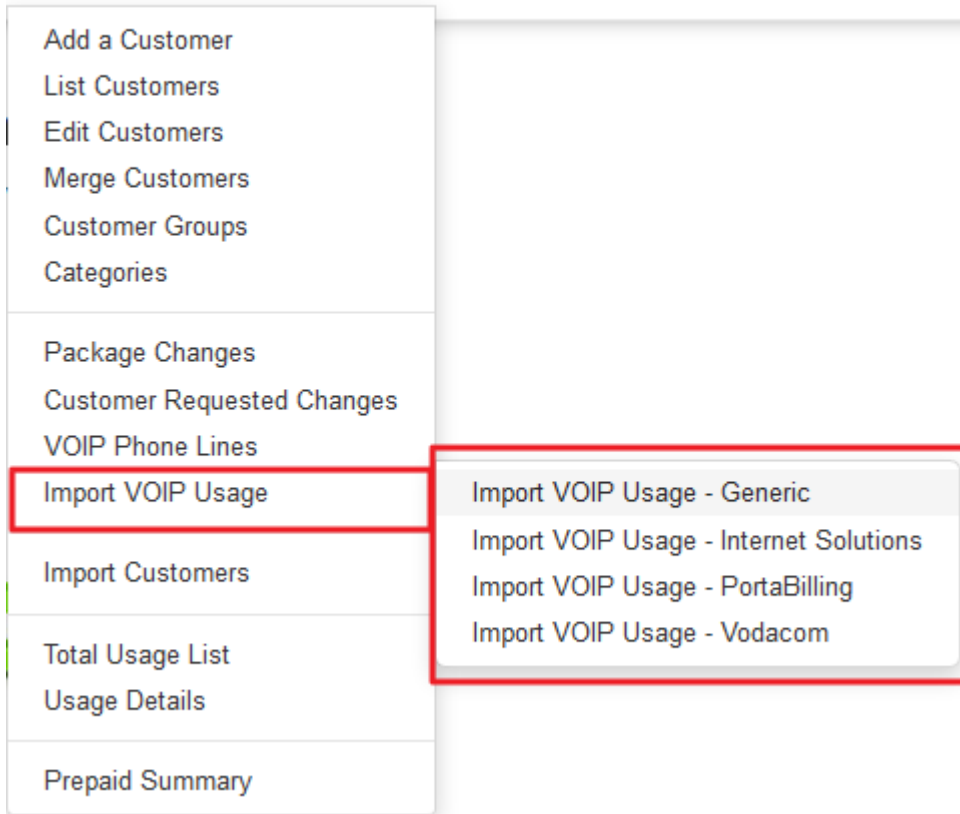 Add a Customer
List Customers
Edit Customers
Merge Customers
Customer Groups
Categories
Package Changes
Customer Requested Changes
VOIP Phone Lines
Import VOIP Usage
Import VOIP Usage - Generic
Import VOIP Usage - Internet Solutions
Import VOIP Usage - PortaBilling
Import VOIP Usage - Vodacom
Import Customers
Total Usage List
Usage Details
Prepaid Summary